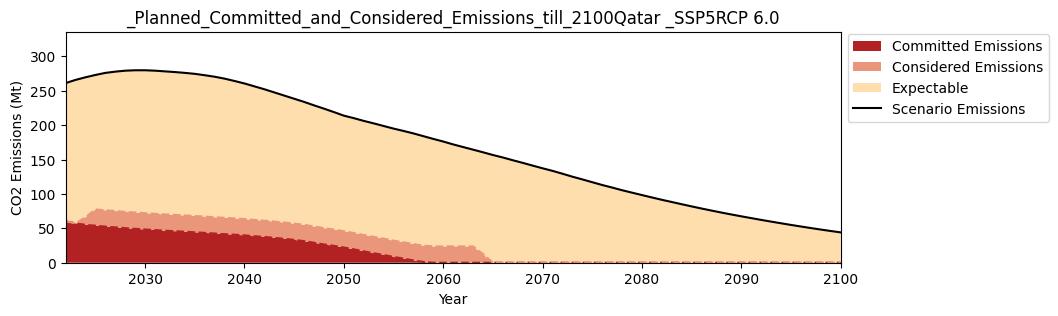 _Planned_Committed_and_Considered_Emissions_till_2100Qatar _SSP5RCP 6.0
Committed Emissions
Considered Emissions
Expectable
Scenario Emissions
CO2 Emissions (Mt)
300
250
200
150
100
50
0
2030 2040 2050 2060 2070 2080 2090 2100
Year